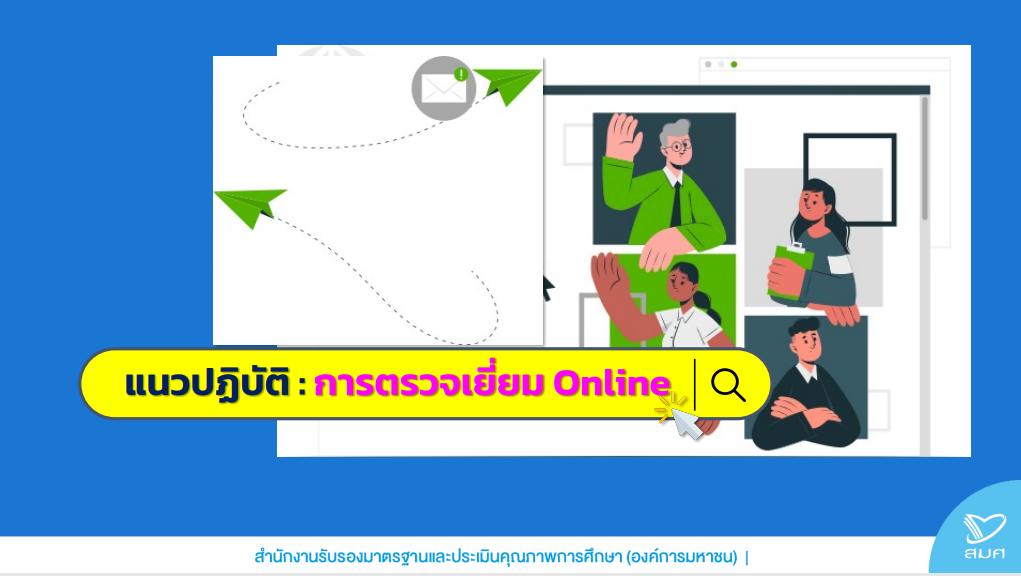 แนวปฏิบัติ : การตรวจเยี่ยม Online
สำนักงานรับรองมาตรฐานและประเมินคุณภาพการศึกษา (องค์การมหาชน) |
สมศ